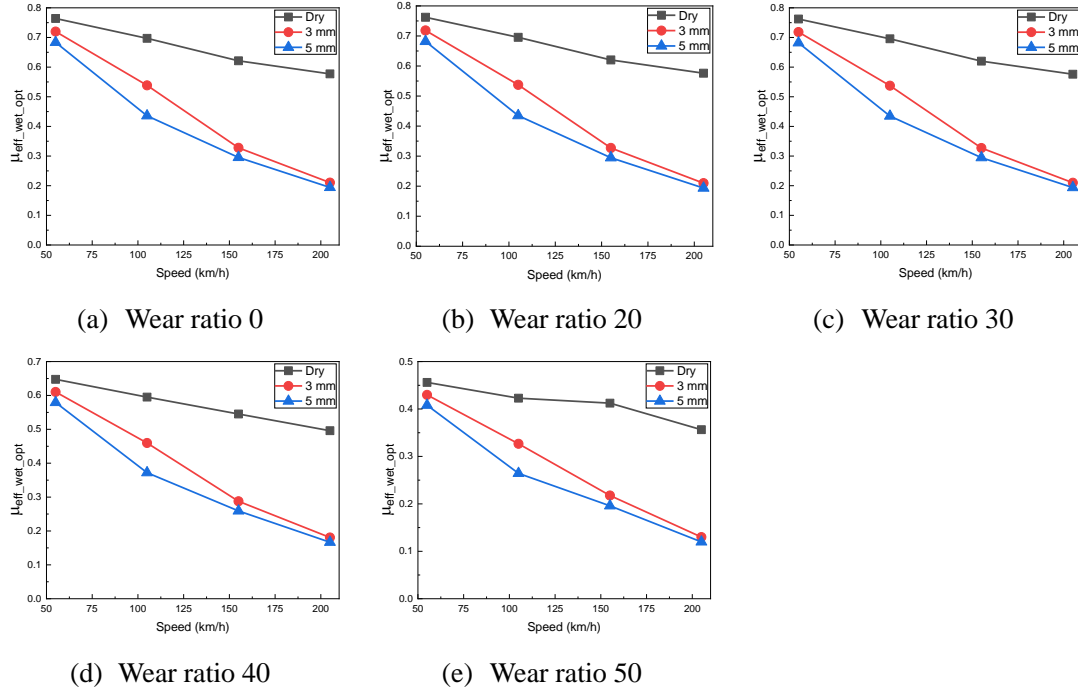 0.8
0.7
0.6
0.5
0.4
0.3
0.2
0.1
0.0
μeff_wet_opt
50 75 100 125 150 175 200
Speed (km/h)
Dry
3 mm
5 mm
(a) Wear ratio 0
0.8
0.7
0.6
0.5
0.4
0.3
0.2
0.1
0.0
μeff_wet_opt
50 75 100 125 150 175 200
Speed (km/h)
Dry
3 mm
5 mm
(b) Wear ratio 20
0.8
0.7
0.6
0.5
0.4
0.3
0.2
0.1
0.0
μeff_wet_opt
50 75 100 125 150 175 200
Speed (km/h)
Dry
3 mm
5 mm
(c) Wear ratio 30
0.7
0.6
0.5
0.4
0.3
0.2
0.1
0.0
μeff_wet_opt
50 75 100 125 150 175 200
Speed (km/h)
Dry
3 mm
5 mm
(d) Wear ratio 40
0.5
0.4
0.3
0.2
0.1
0.0
μeff_wet_opt
50 75 100 125 150 175 200
Speed (km/h)
Dry
3 mm
5 mm
(e) Wear ratio 50